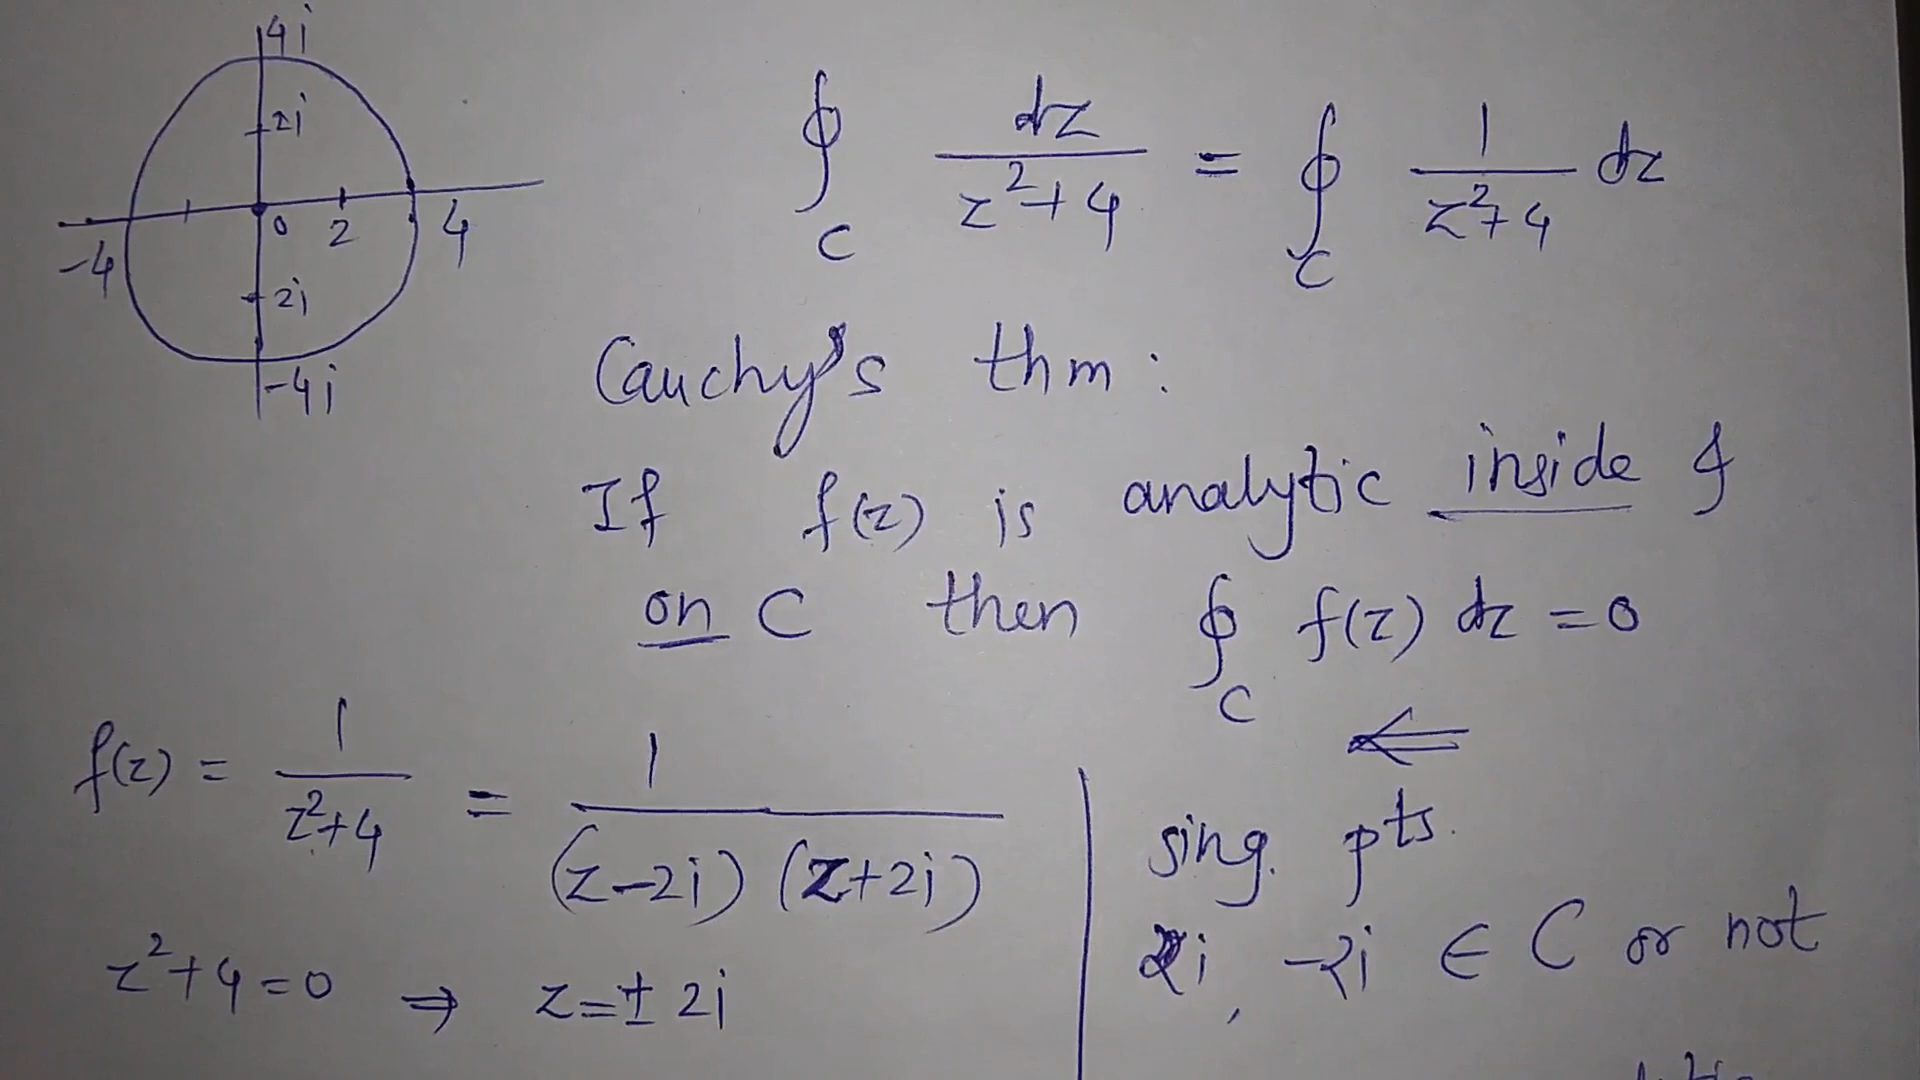 4i
2i
-4 0 2 4
2i
-4i
∮_C dz/(z²+4) = ∮_C 1/(z²+4) dz
Cauchy's thm :
If f(z) is analytic inside &
on C then ∮_C f(z) dz = 0
⇐
f(z) = 1/(z²+4) = 1/((z-2i)(z+2i))
z²+4=0 ⇒ z=±2i
sing. pts.
2i, -2i ∈ C or not